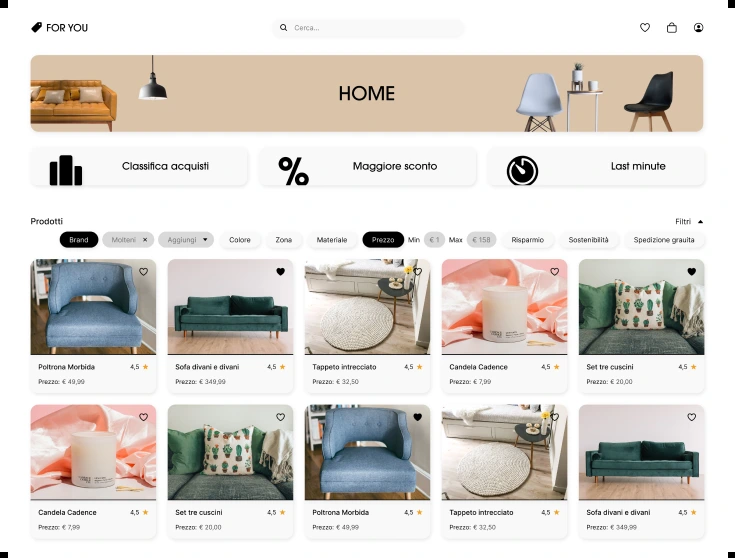 FOR YOU
Cerca...
HOME
Classifica acquisti
Maggiore sconto
Last minute
Prodotti
Filtri
Brand Molteni × Aggiungi Colore Zona Materiale Prezzo Min € 1 Max € 158 Risparmio Sostenibilità Spedizione grauita
Poltrona Morbida 4,5
Prezzo: € 49,99
Sofa divani e divani 4,5
Prezzo: € 349,99
Tappeto intrecciato 4,5
Prezzo: € 32,50
Candela Cadence 4,5
Prezzo: € 7,99
Set tre cuscini 4,5
Prezzo: € 20,00
Candela Cadence 4,5
Prezzo: € 7,99
Set tre cuscini 4,5
Prezzo: € 20,00
Poltrona Morbida 4,5
Prezzo: € 49,99
Tappeto intrecciato 4,5
Prezzo: € 32,50
Sofa divani e divani 4,5
Prezzo: € 349,99